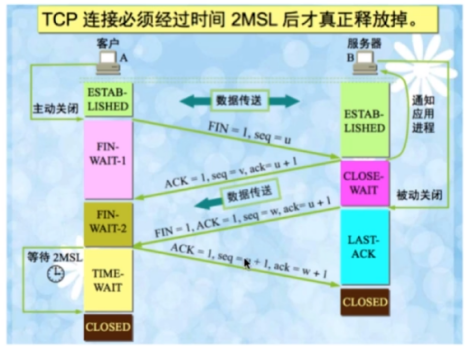 TCP 连接必须经过时间 2MSL 后才真正释放掉。
客户
A
服务器
B
ESTAB-
LISHED
主动关闭
数据传送
ESTAB-
LISHED
通知
应用
进程
FIN = 1, seq = u
FIN-
WAIT-1
ACK = 1, seq = v, ack= u + 1
CLOSE-
WAIT
被动关闭
数据传送
FIN-
WAIT-2
FIN = 1, ACK = 1, seq = w, ack= u + 1
LAST-
ACK
ACK = 1, seq = u + 1, ack = w + 1
等待 2MSL
TIME-
WAIT
CLOSED
CLOSED